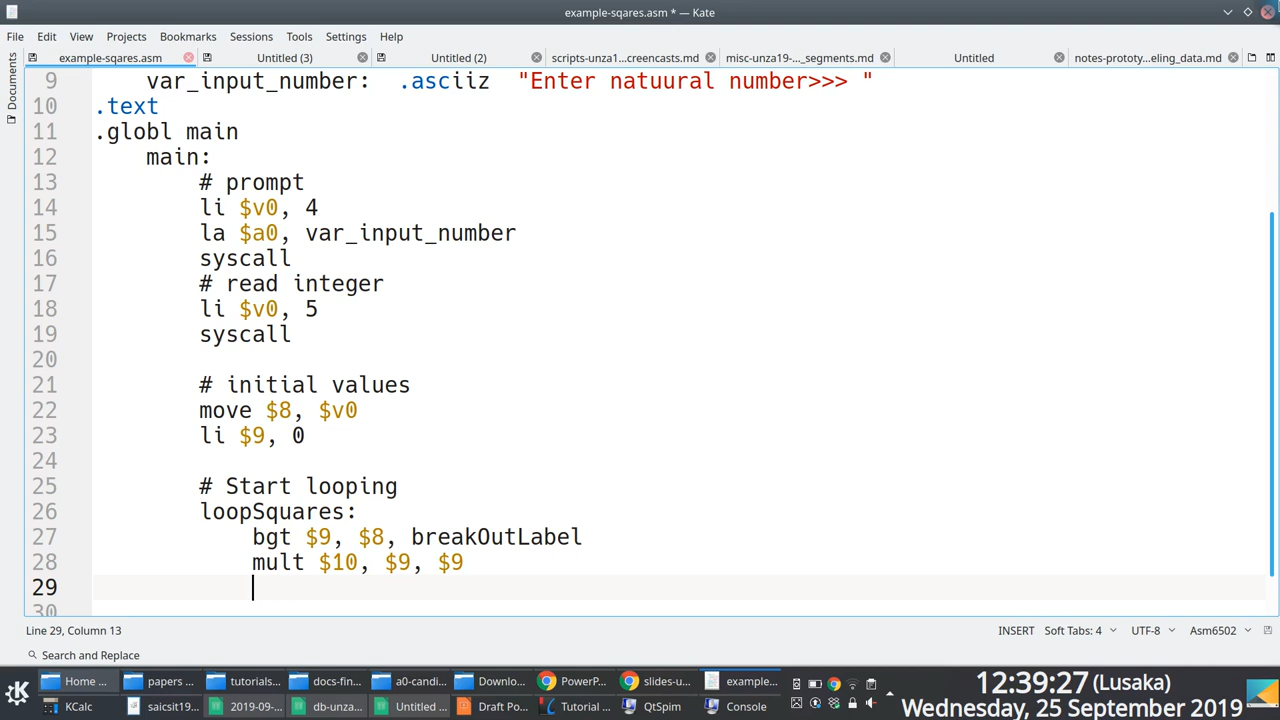 example-sqares.asm * — Kate
File Edit View Projects Bookmarks Sessions Tools Settings Help
example-sqares.asm Untitled (3) Untitled (2) scripts-unza1...creencasts.md misc-unza19-..._segments.md Untitled notes-prototy...eling_data.md
Documents
9 var_input_number: .asciiz "Enter natuural number>>> "
10 .text
11 .globl main
12 main:
13 # prompt
14 li $v0, 4
15 la $a0, var_input_number
16 syscall
17 # read integer
18 li $v0, 5
19 syscall
20
21 # initial values
22 move $8, $v0
23 li $9, 0
24
25 # Start looping
26 loopSquares:
27 bgt $9, $8, breakOutLabel
28 mult $10, $9, $9
29
30
Line 29, Column 13 INSERT Soft Tabs: 4 UTF-8 Asm6502
Search and Replace
Home ... papers ... tutorials... docs-fin... a0-candi... Downlo... PowerP... slides-u... example...
KCalc saicsit19... 2019-09-... db-unza... Untitled ... Draft Po... Tutorial ... QtSpim Console
12:39:27 (Lusaka)
Wednesday, 25 September 2019